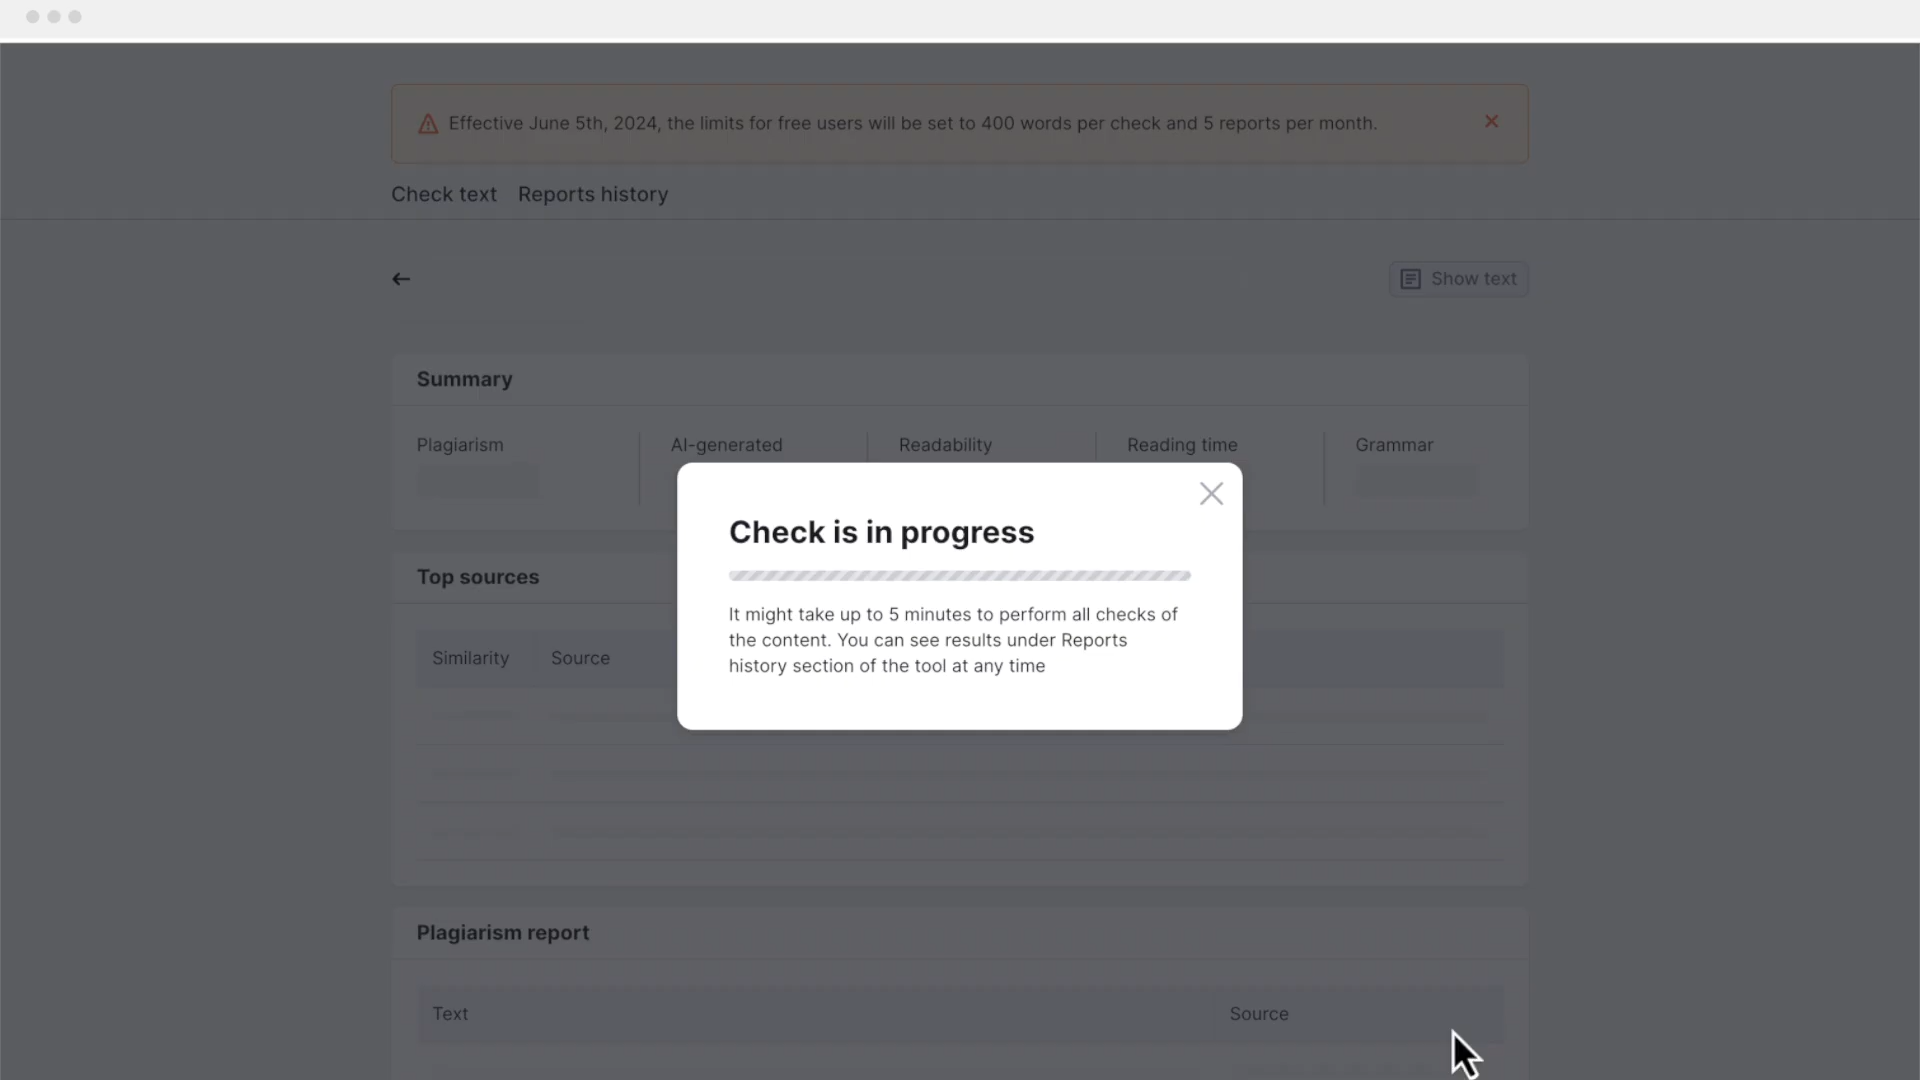 Effective June 5th, 2024, the limits for free users will be set to 400 words per check and 5 reports per month.
Check text
Reports history
Show text
Summary
Plagiarism
AI-generated
Readability
Reading time
Grammar
Check is in progress
It might take up to 5 minutes to perform all checks of
the content. You can see results under Reports
history section of the tool at any time
Top sources
Similarity
Source
Plagiarism report
Text
Source